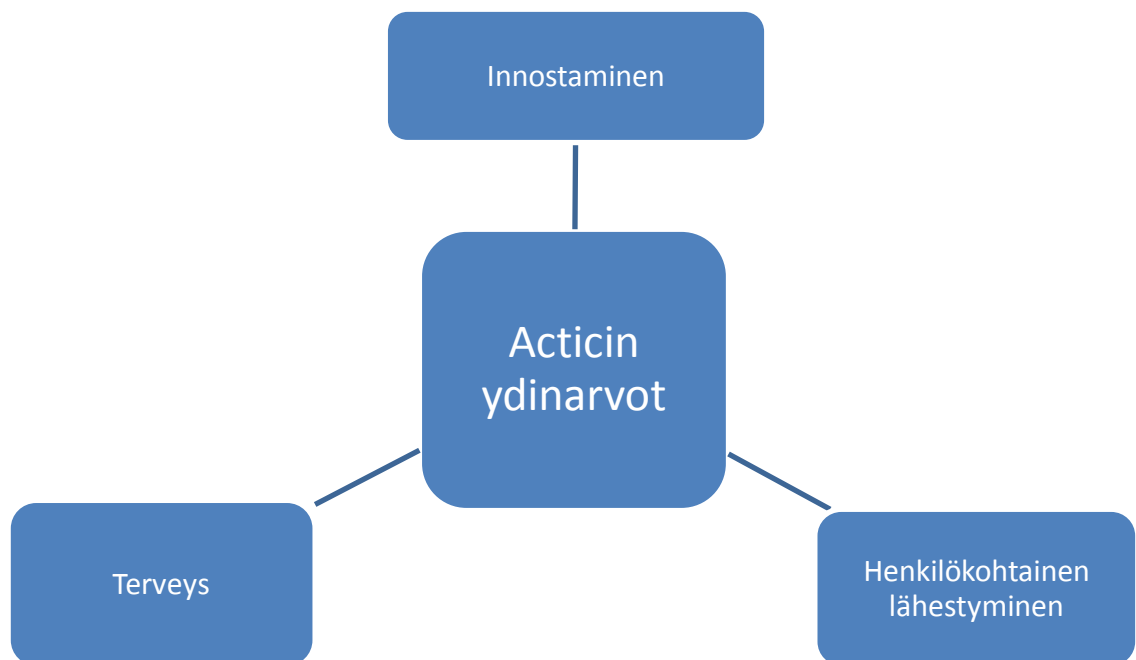 Innostaminen
Acticin
ydinarvot
Terveys
Henkilökohtainen
lähestyminen